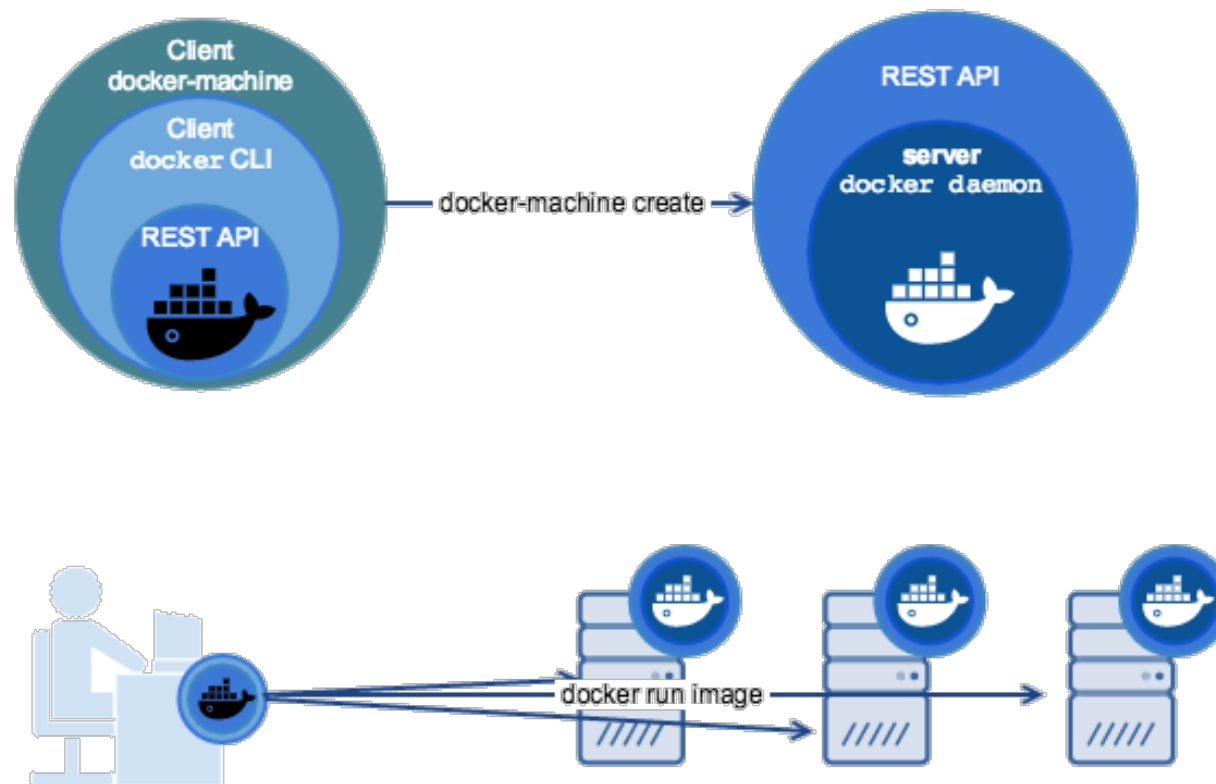 Client
docker-machine
Client
docker CLI
REST API
docker-machine create
REST API
server
docker daemon
docker run image